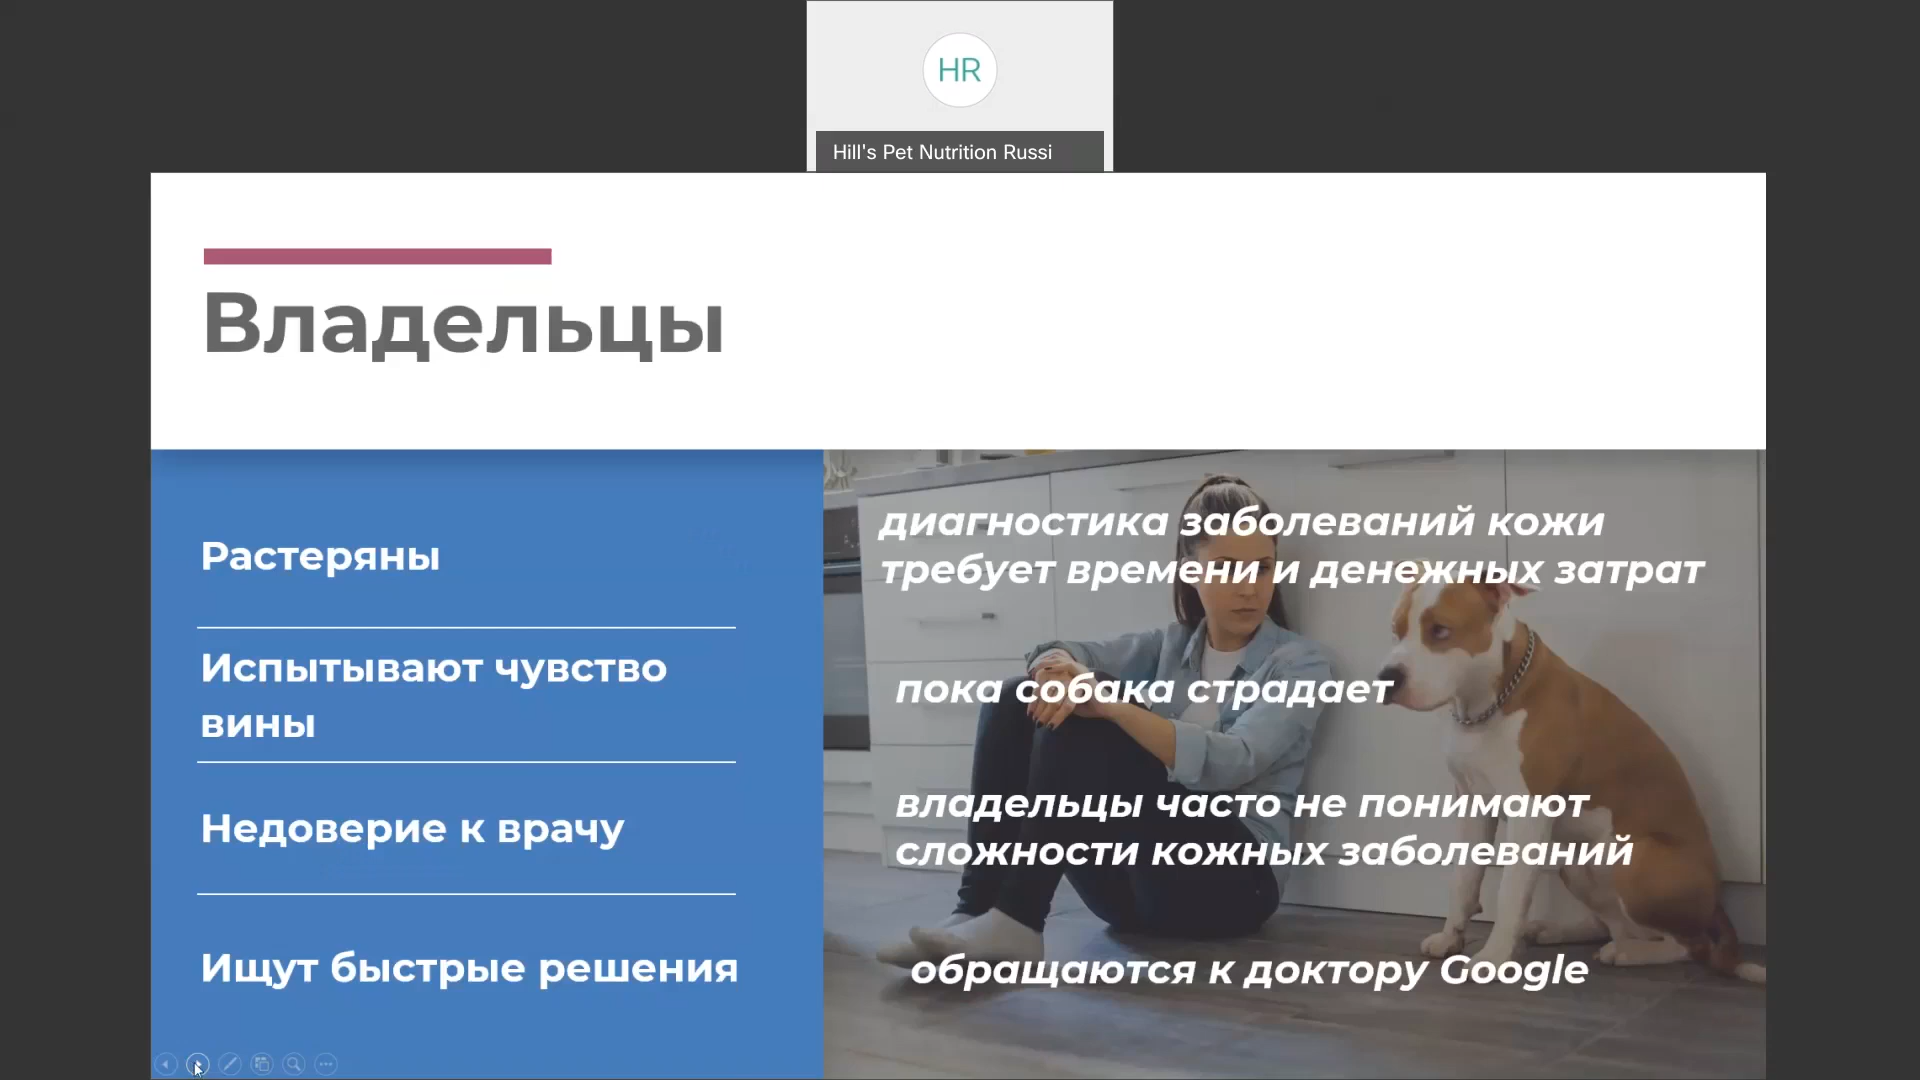 HR
Hill's Pet Nutrition Russi
Владельцы
Растеряны
диагностика заболеваний кожи
требует времени и денежных затрат
Испытывают чувство
вины
пока собака страдает
Недоверие к врачу
владельцы часто не понимают
сложности кожных заболеваний
Ищут быстрые решения
обращаются к доктору Google